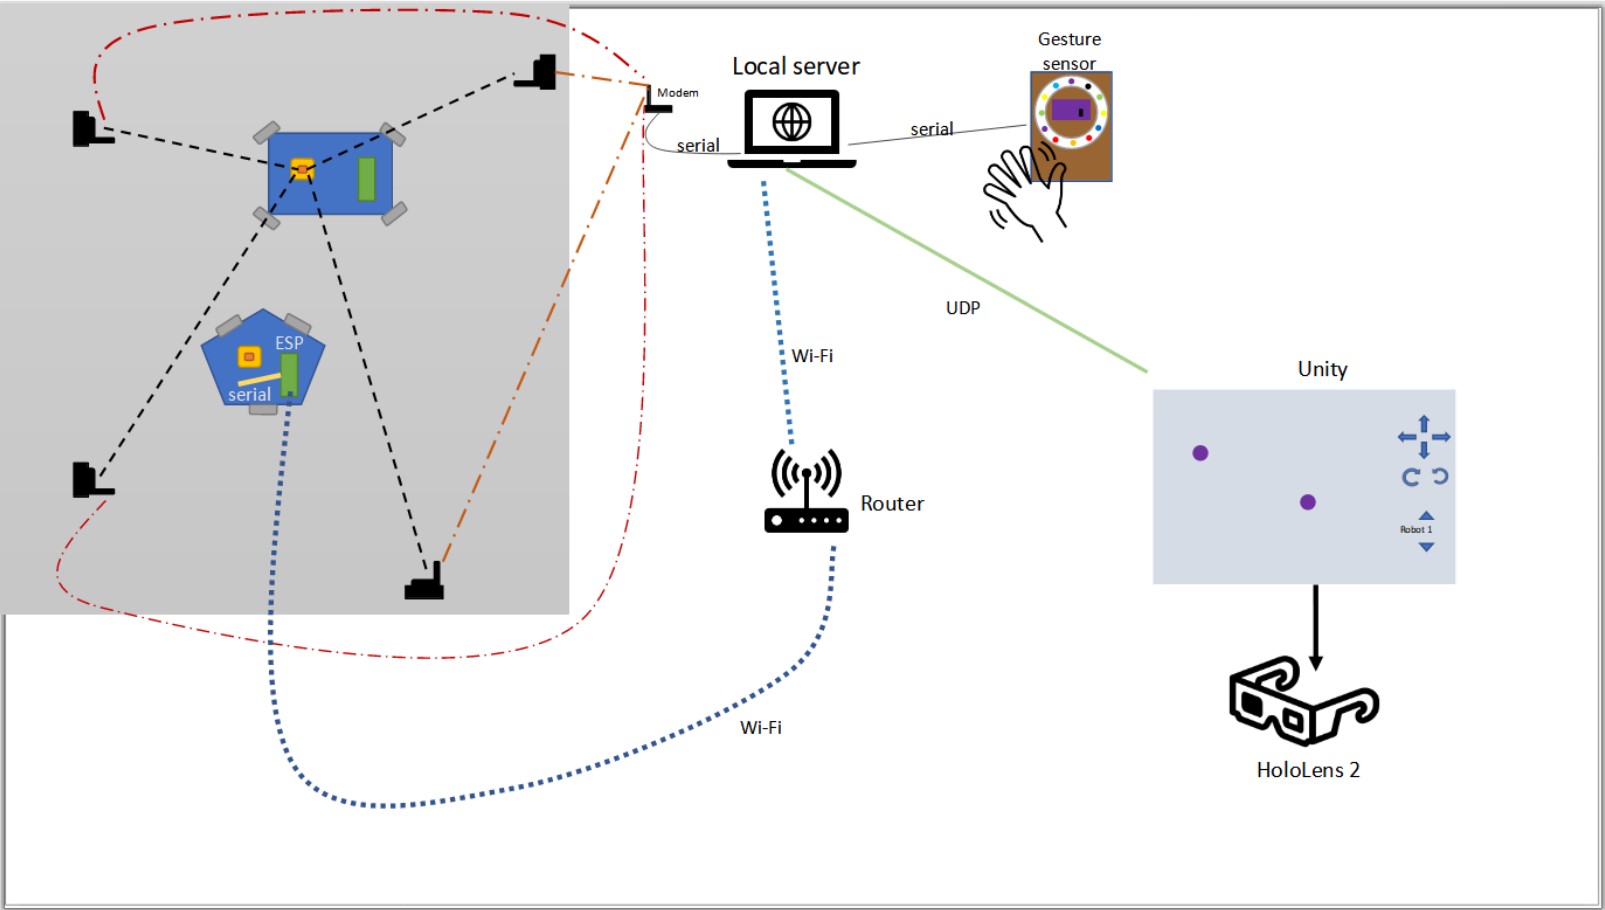 Gesture
sensor
Local server
Modem
serial
serial
UDP
ESP
serial
Wi-Fi
Unity
Router
Robot 1
Wi-Fi
HoloLens 2